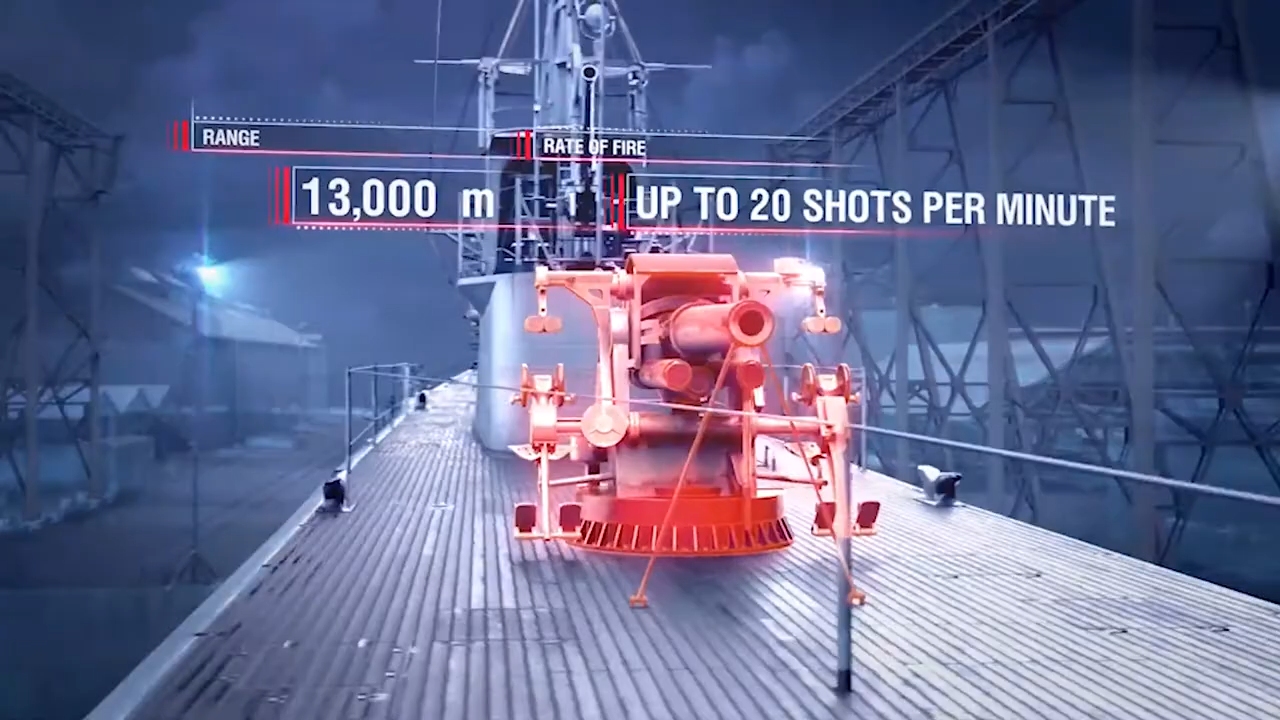 RANGE
RATE OF FIRE
13,000 m
UP TO 20 SHOTS PER MINUTE